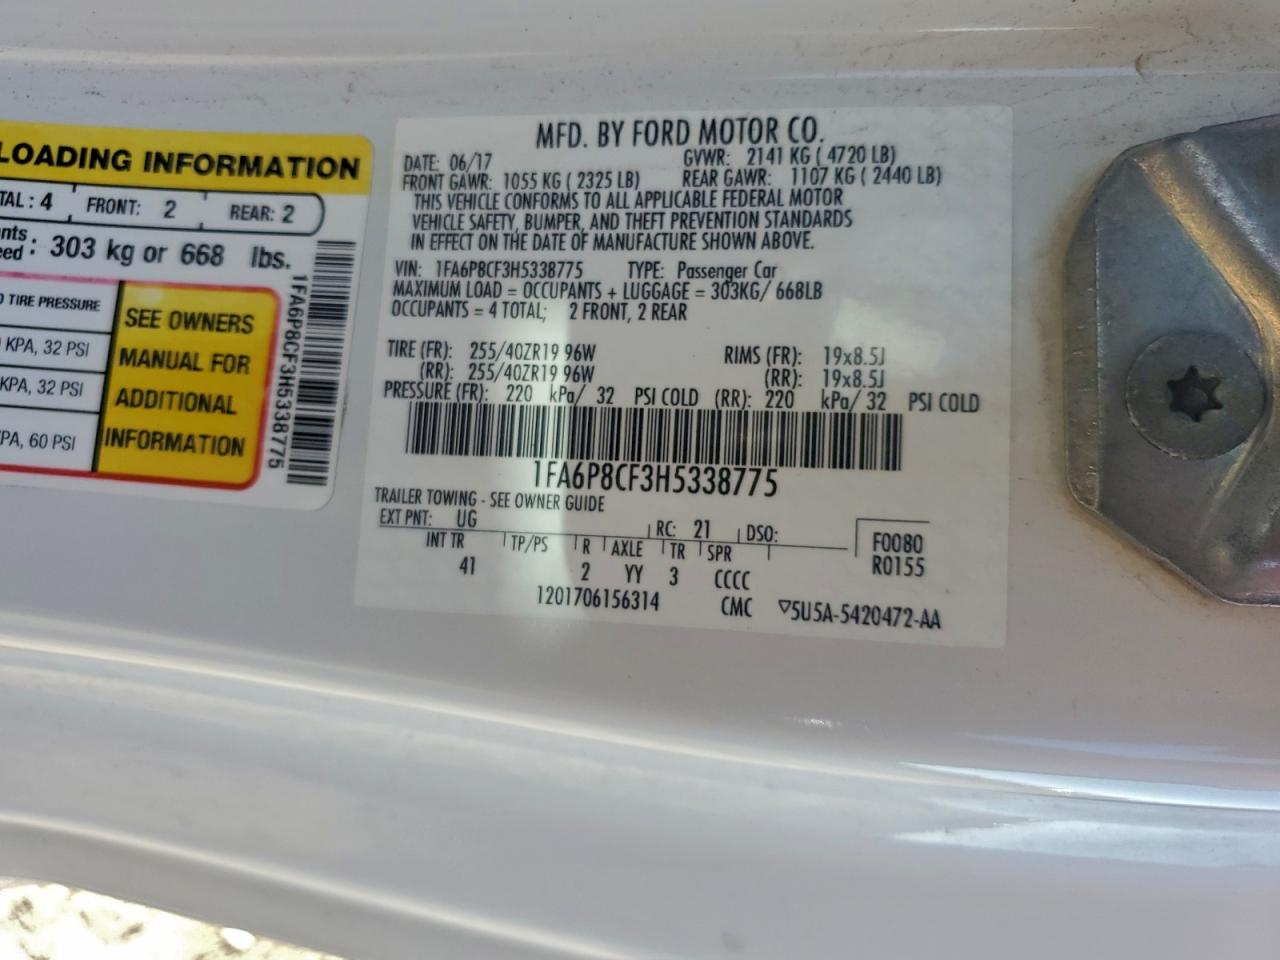 LOADING INFORMATION
TAL: 4 FRONT: 2 REAR: 2
nts
eed: 303 kg or 668 lbs.
TIRE PRESSURE
KPA, 32 PSI
KPA, 32 PSI
PA, 60 PSI
SEE OWNERS
MANUAL FOR
ADDITIONAL
INFORMATION
1FA6P8CF3H5338775
MFD. BY FORD MOTOR CO.
DATE: 06/17 GVWR: 2141 KG ( 4720 LB)
FRONT GAWR: 1055 KG ( 2325 LB) REAR GAWR: 1107 KG ( 2440 LB)
THIS VEHICLE CONFORMS TO ALL APPLICABLE FEDERAL MOTOR
VEHICLE SAFETY, BUMPER, AND THEFT PREVENTION STANDARDS
IN EFFECT ON THE DATE OF MANUFACTURE SHOWN ABOVE.
VIN: 1FA6P8CF3H5338775 TYPE: Passenger Car
MAXIMUM LOAD = OCCUPANTS + LUGGAGE = 303KG/ 668LB
OCCUPANTS = 4 TOTAL; 2 FRONT, 2 REAR
TIRE (FR): 255/40ZR19 96W RIMS (FR): 19x8.5J
(RR): 255/40ZR19 96W (RR): 19x8.5J
PRESSURE (FR): 220 kPa/ 32 PSI COLD (RR): 220 kPa/ 32 PSI COLD
1FA6P8CF3H5338775
TRAILER TOWING - SEE OWNER GUIDE
EXT PNT: UG RC: 21 DSO: F0080
INT TR TP/PS R AXLE TR SPR R0155
41 2 YY 3 CCCC
1201706156314 CMC ▽5U5A-5420472-AA